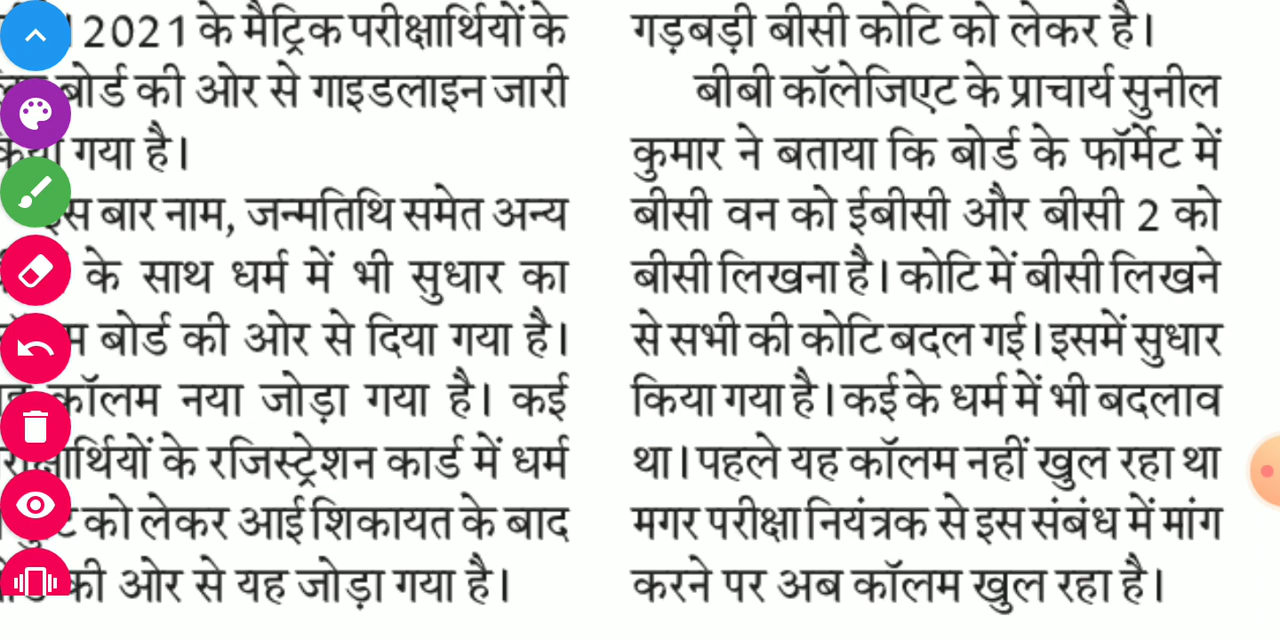 2021 के मैट्रिक परीक्षार्थियों के
बोर्ड की ओर से गाइडलाइन जारी
गया है।
बार नाम, जन्मतिथि समेत अन्य
के साथ धर्म में भी सुधार का
बोर्ड की ओर से दिया गया है।
कॉलम नया जोड़ा गया है। कई
के रजिस्ट्रेशन कार्ड में धर्म
को लेकर आई शिकायत के बाद
की ओर से यह जोड़ा गया है।
गड़बड़ी बीसी कोटि को लेकर है।
बीबी कॉलेजिएट के प्राचार्य सुनील
कुमार ने बताया कि बोर्ड के फॉर्मेट में
बीसी वन को ईबीसी और बीसी 2 को
बीसी लिखना है। कोटि में बीसी लिखने
से सभी की कोटि बदल गई। इसमें सुधार
किया गया है। कई के धर्म में भी बदलाव
था। पहले यह कॉलम नहीं खुल रहा था
मगर परीक्षा नियंत्रक से इस संबंध में मांग
करने पर अब कॉलम खुल रहा है।